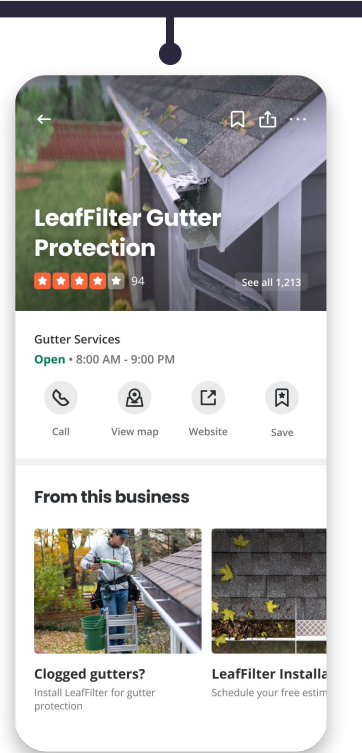 LeafFilter Gutter
Protection
94
See all 1,213
Gutter Services
Open • 8:00 AM - 9:00 PM
Call
View map
Website
Save
From this business
Clogged gutters?
LeafFilter Installa
Install LeafFilter for gutter
protection
Schedule your free estim